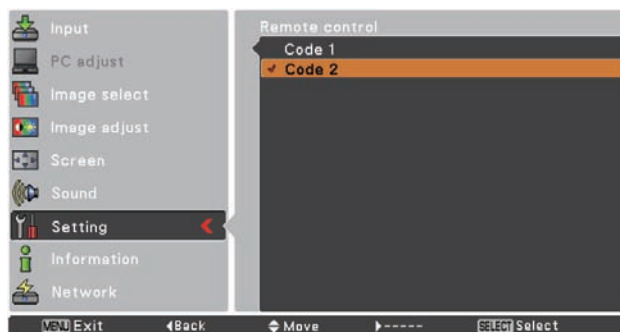 Input
PC adjust
Image select
Image adjust
Screen
Sound
Setting
Information
Network
Remote control
Code 1
✔ Code 2
MENU Exit ◀Back ◆Move ▶----- SELECT Select